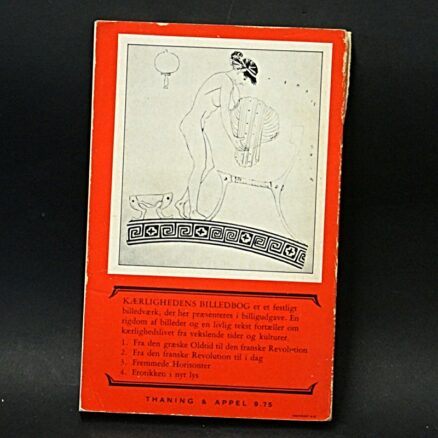 KÆRLIGHEDENS BILLEDBOG er et festligt
billedværk, der her præsenteres i billigudgave. En
rigdom af billeder og en livlig tekst fortæller om
kærlighedslivet fra vekslende tider og kulturer.
1. Fra den græske Oldtid til den franske Revolution
2. Fra den franske Revolution til i dag
3. Fremmede Horisonter
4. Erotikken i nyt lys
THANING & APPEL 9.75